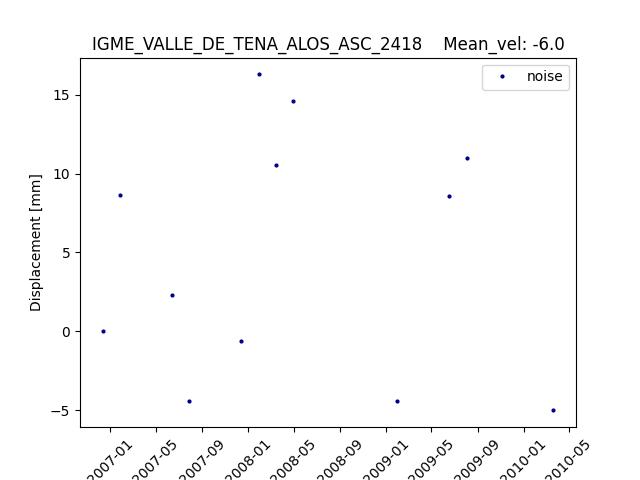 IGME_VALLE_DE_TENA_ALOS_ASC_2418    Mean_vel: -6.0
noise
Displacement [mm]
15
10
5
0
−5
2007-01 2007-05 2007-09 2008-01 2008-05 2008-09 2009-01 2009-05 2009-09 2010-01 2010-05